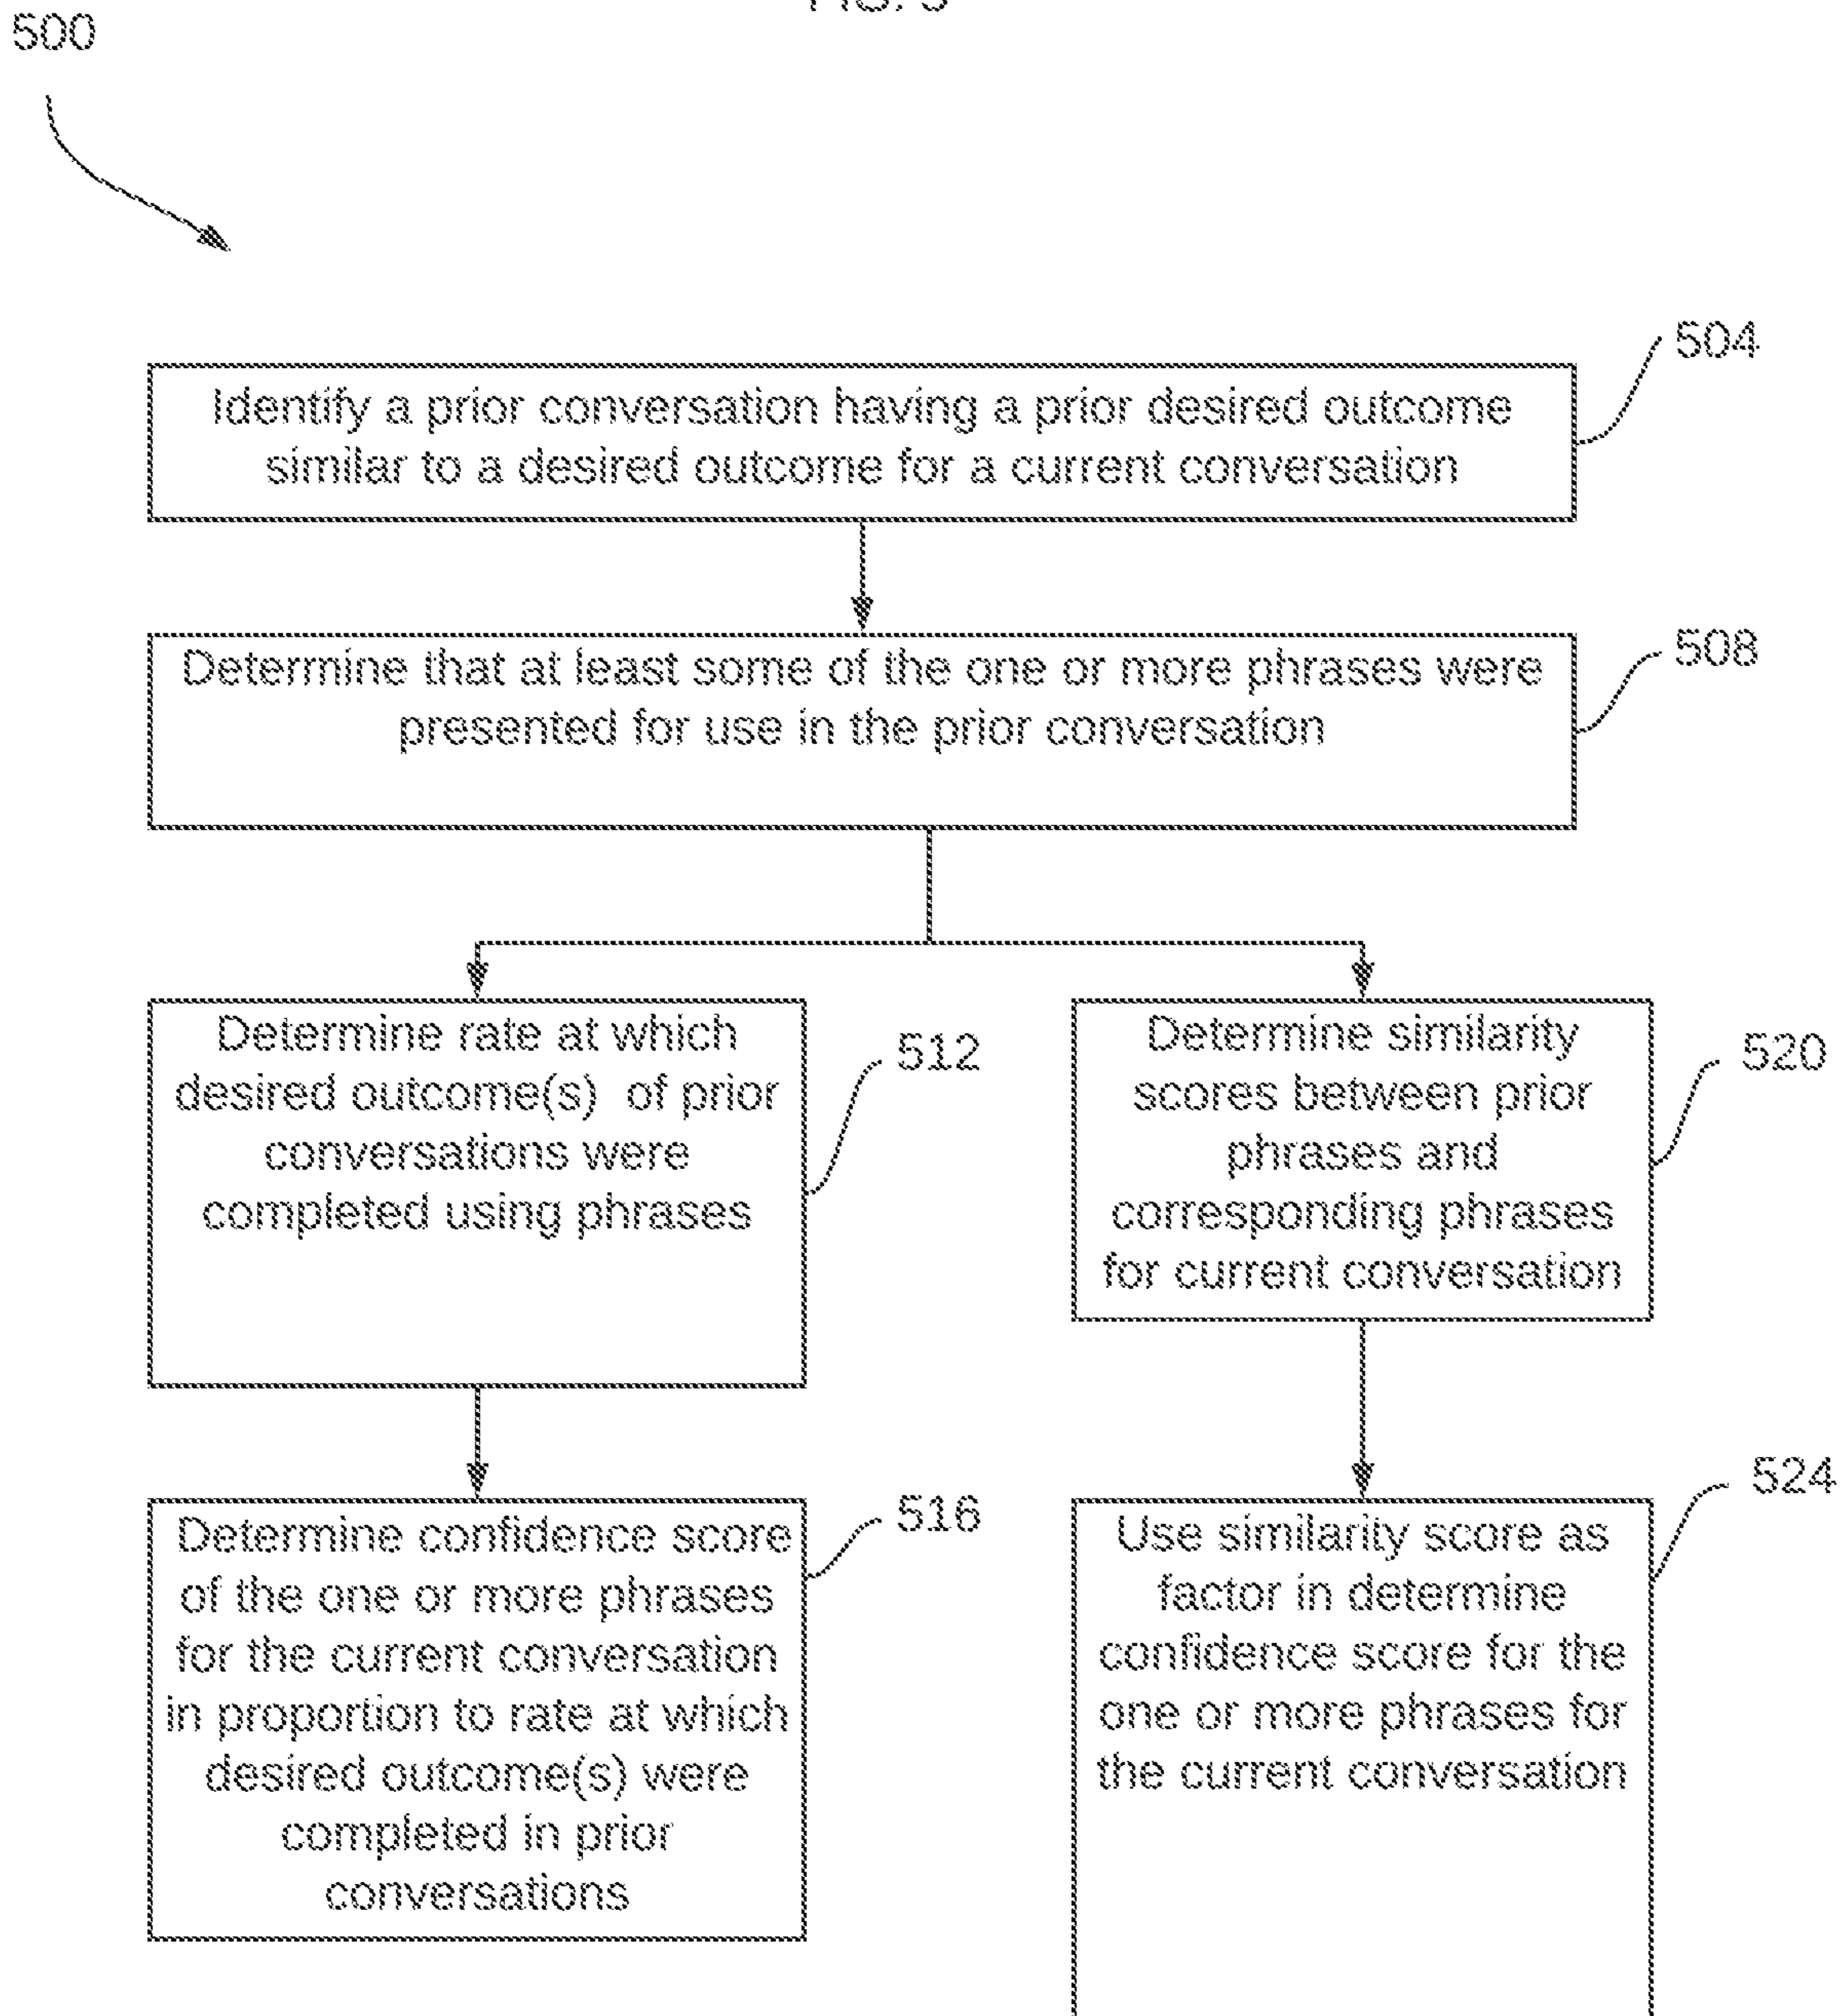 FIG. 5
500
504
Identify a prior conversation having a prior desired outcome
similar to a desired outcome for a current conversation
508
Determine that at least some of the one or more phrases were
presented for use in the prior conversation
Determine rate at which
desired outcome(s) of prior
conversations were
completed using phrases
512
Determine similarity
scores between prior
phrases and
corresponding phrases
for current conversation
520
Determine confidence score
of the one or more phrases
for the current conversation
in proportion to rate at which
desired outcome(s) were
completed in prior
conversations
516
Use similarity score as
factor in determine
confidence score for the
one or more phrases for
the current conversation
524